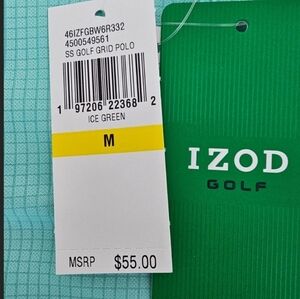 46IZFGBW6R332
4500549561
SS GOLF GRID POLO
1 97206 22368 2
ICE GREEN
M
MSRP $55.00
IZOD
GOLF